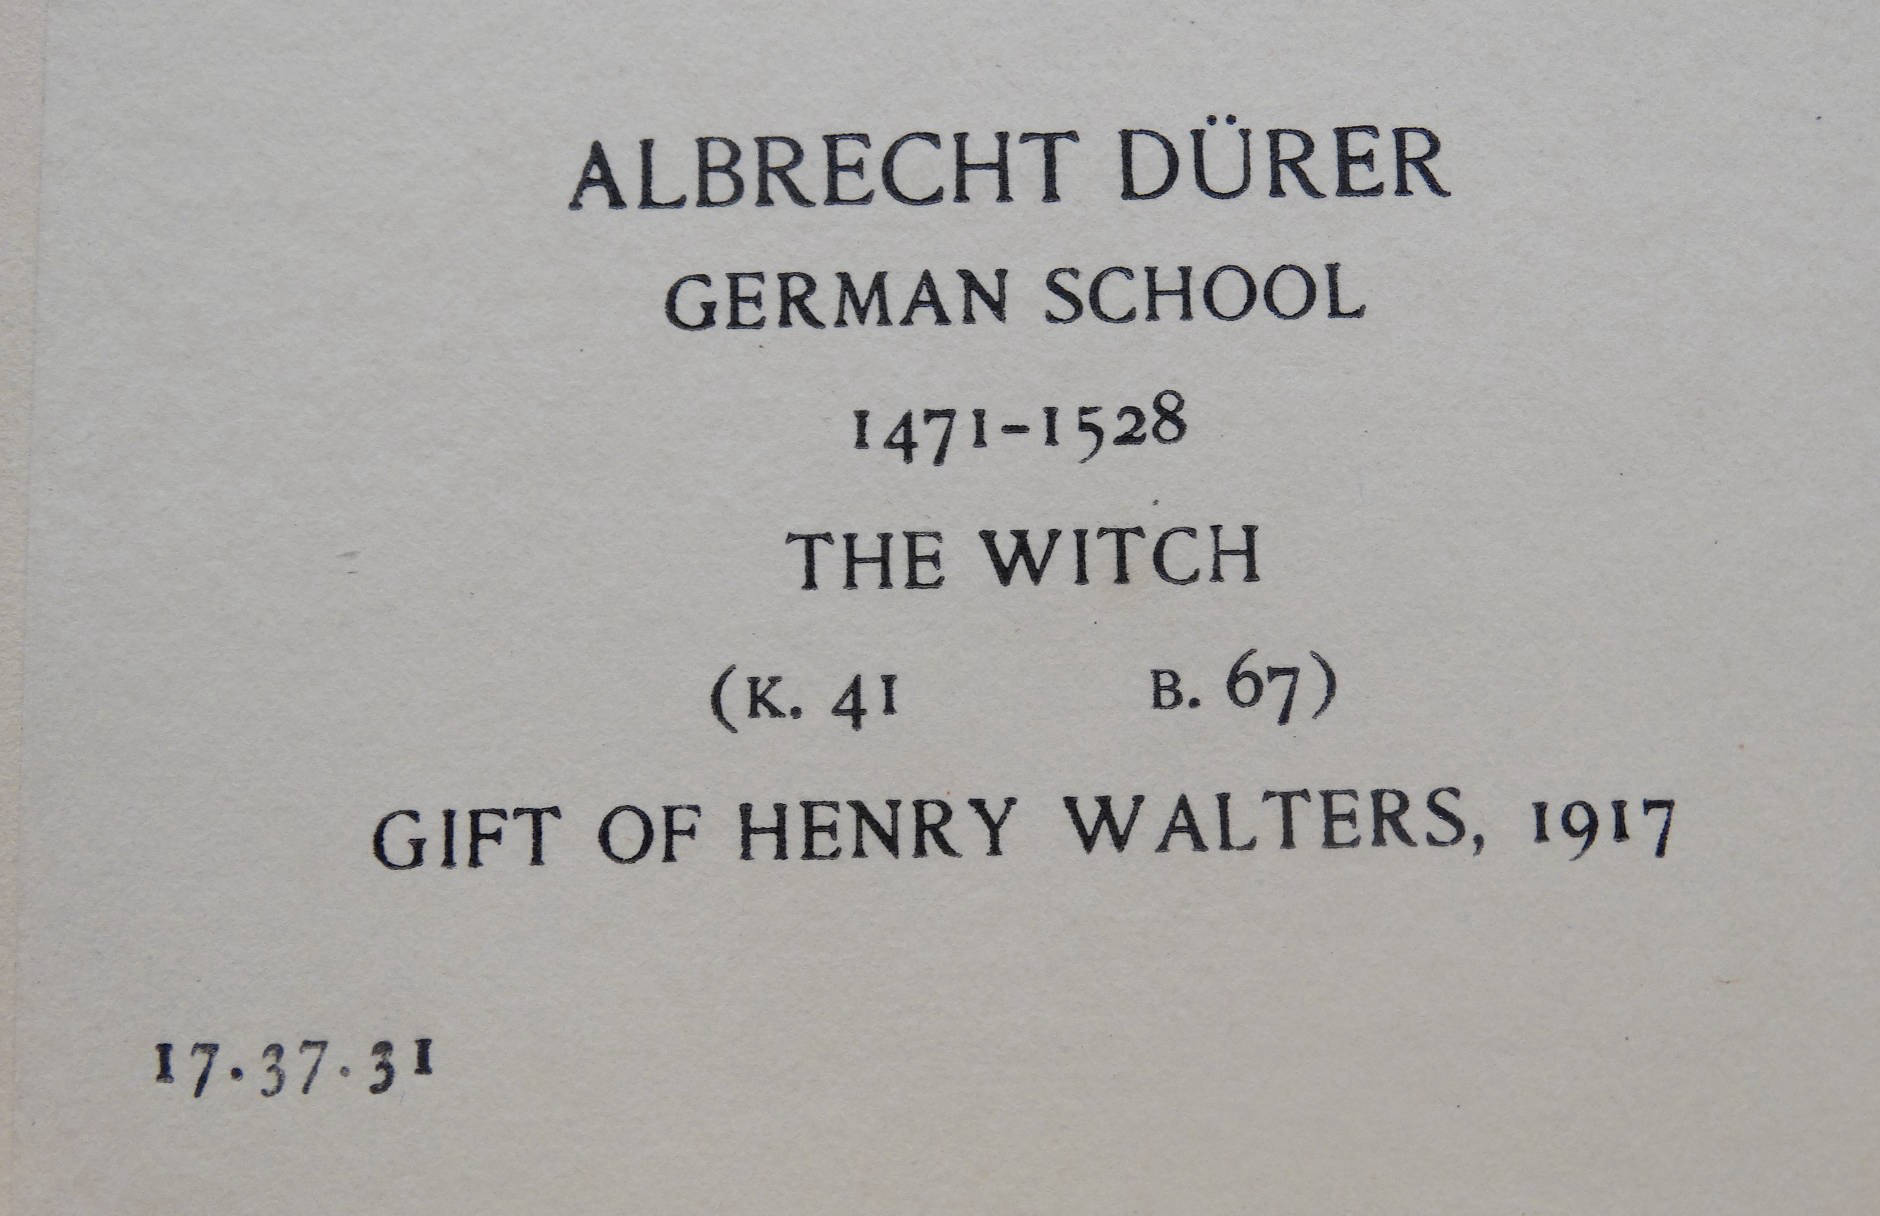 ALBRECHT DÜRER
GERMAN SCHOOL
1471-1528
THE WITCH
(K. 41 B. 67)
GIFT OF HENRY WALTERS, 1917
17.37.31